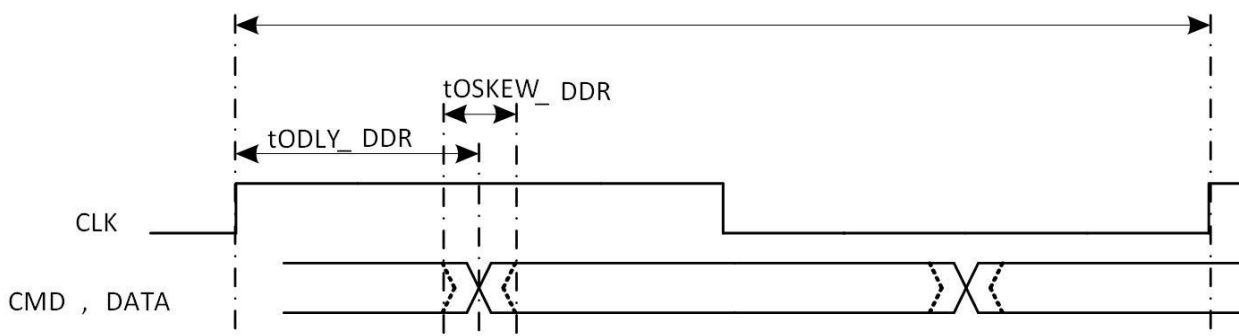 tOSKEW_ DDR
tODLY_ DDR
CLK
CMD , DATA